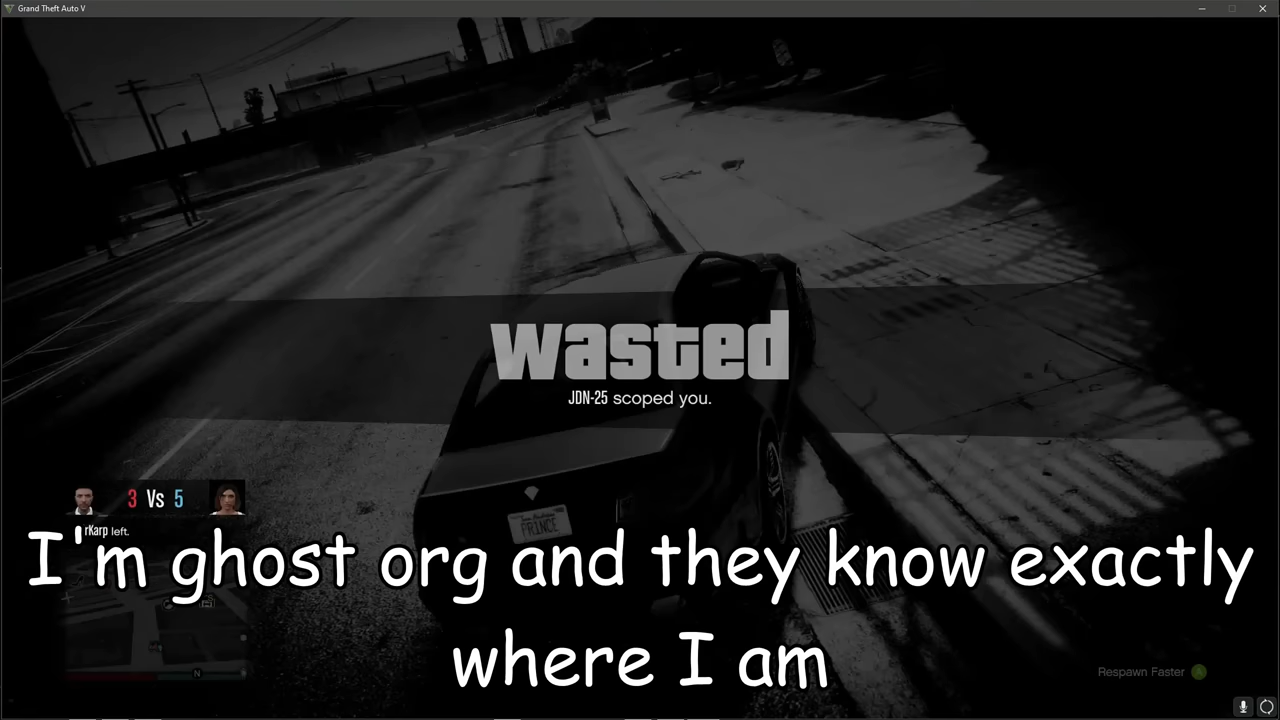 Grand Theft Auto V
wasted
JDN-25 scoped you.
3 Vs 5
rKarp left.
PR1NCE
I'm ghost org and they know exactly
where I am
N
Respawn Faster A